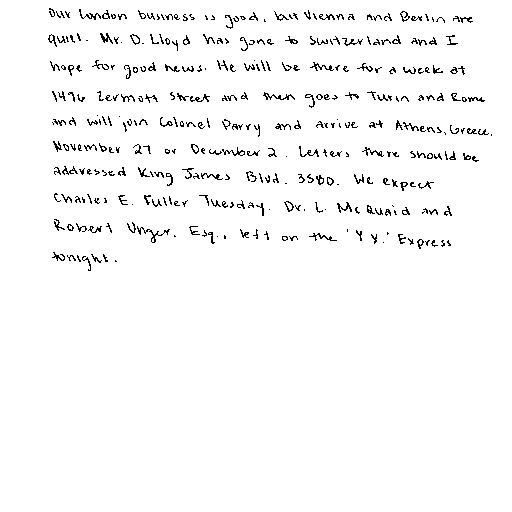 Our London business is good, but Vienna and Berlin are
quiet. Mr. D. Lloyd has gone to Switzerland and I
hope for good news. He will be there for a week at
1496 Zermott Street and then goes to Turin and Rome
and will join Colonel Parry and arrive at Athens, Greece,
November 27 or December 2. Letters there should be
addressed King James Blvd. 3580. We expect
Charles E. Fuller Tuesday. Dr. L. McQuaid and
Robert Unger, Esq., left on the 'Y.Y.' Express
tonight.